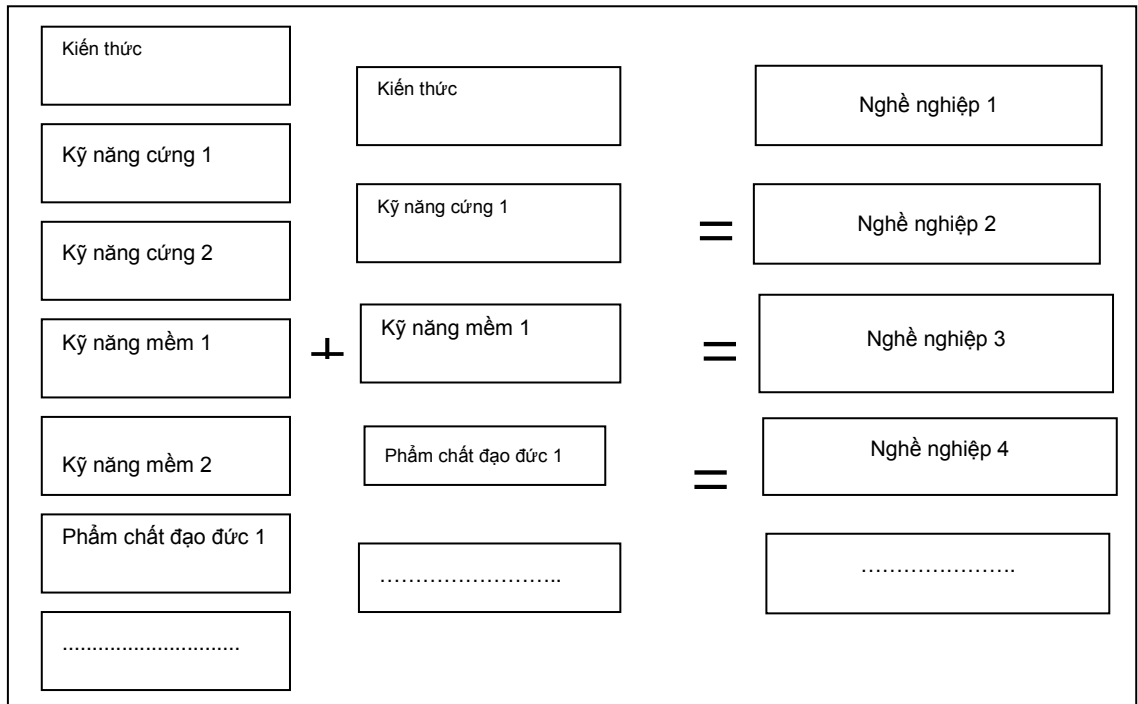 Kiến thức
Kỹ năng cứng 1
Kỹ năng cứng 2
Kỹ năng mềm 1
Kỹ năng mềm 2
Phẩm chất đạo đức 1
..............................
+
Kiến thức
Kỹ năng cứng 1
Kỹ năng mềm 1
Phẩm chất đạo đức 1
……………………..
=
=
=
Nghề nghiệp 1
Nghề nghiệp 2
Nghề nghiệp 3
Nghề nghiệp 4
………………….